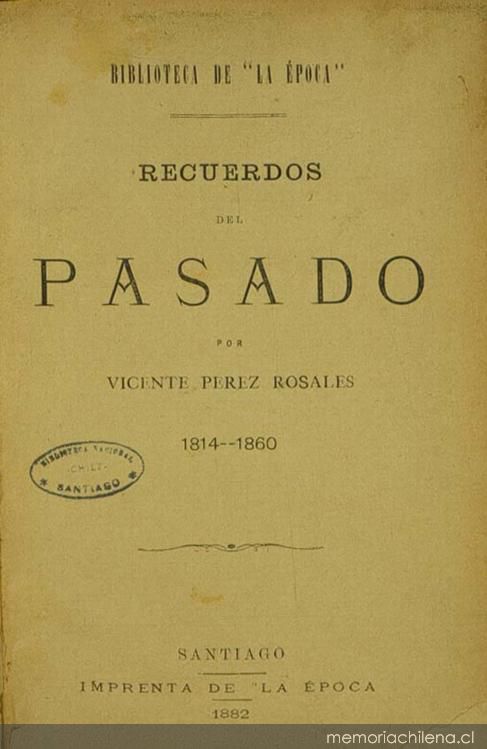 BIBLIOTECA DE "LA ÉPOCA"
RECUERDOS
DEL
PASADO
POR
VICENTE PEREZ ROSALES
1814--1860
BIBLIOTECA NACIONAL
CHILE
SANTIAGO
SANTIAGO
IMPRENTA DE "LA ÉPOCA
1882
memoriachilena.cl